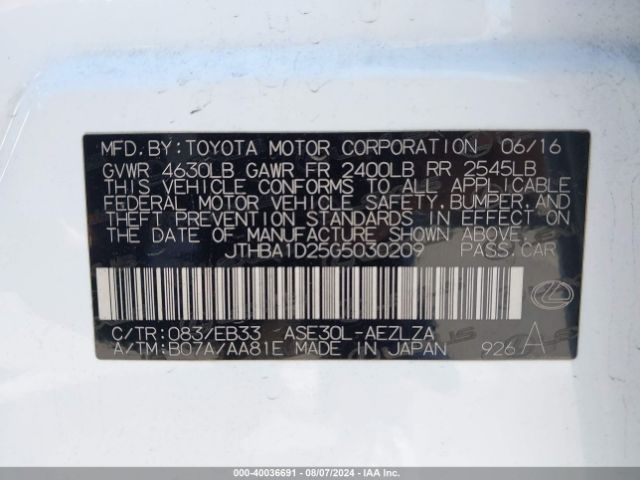 MFD.BY:TOYOTA MOTOR CORPORATION 06/16
GVWR 4630LB GAWR FR 2400LB RR 2545LB
THIS VEHICLE CONFORMS TO ALL APPLICABLE
FEDERAL MOTOR VEHICLE SAFETY,BUMPER,AND
THEFT PREVENTION STANDARDS IN EFFECT ON
THE DATE OF MANUFACTURE SHOWN ABOVE.
JTHBA1D25G5030209 PASS.CAR
C/TR:083/EB33 ASE30L-AEZLZA
A/TM:B07A/AA81E MADE IN JAPAN 926 A
000-40036691 - 08/07/2024 - IAA Inc.